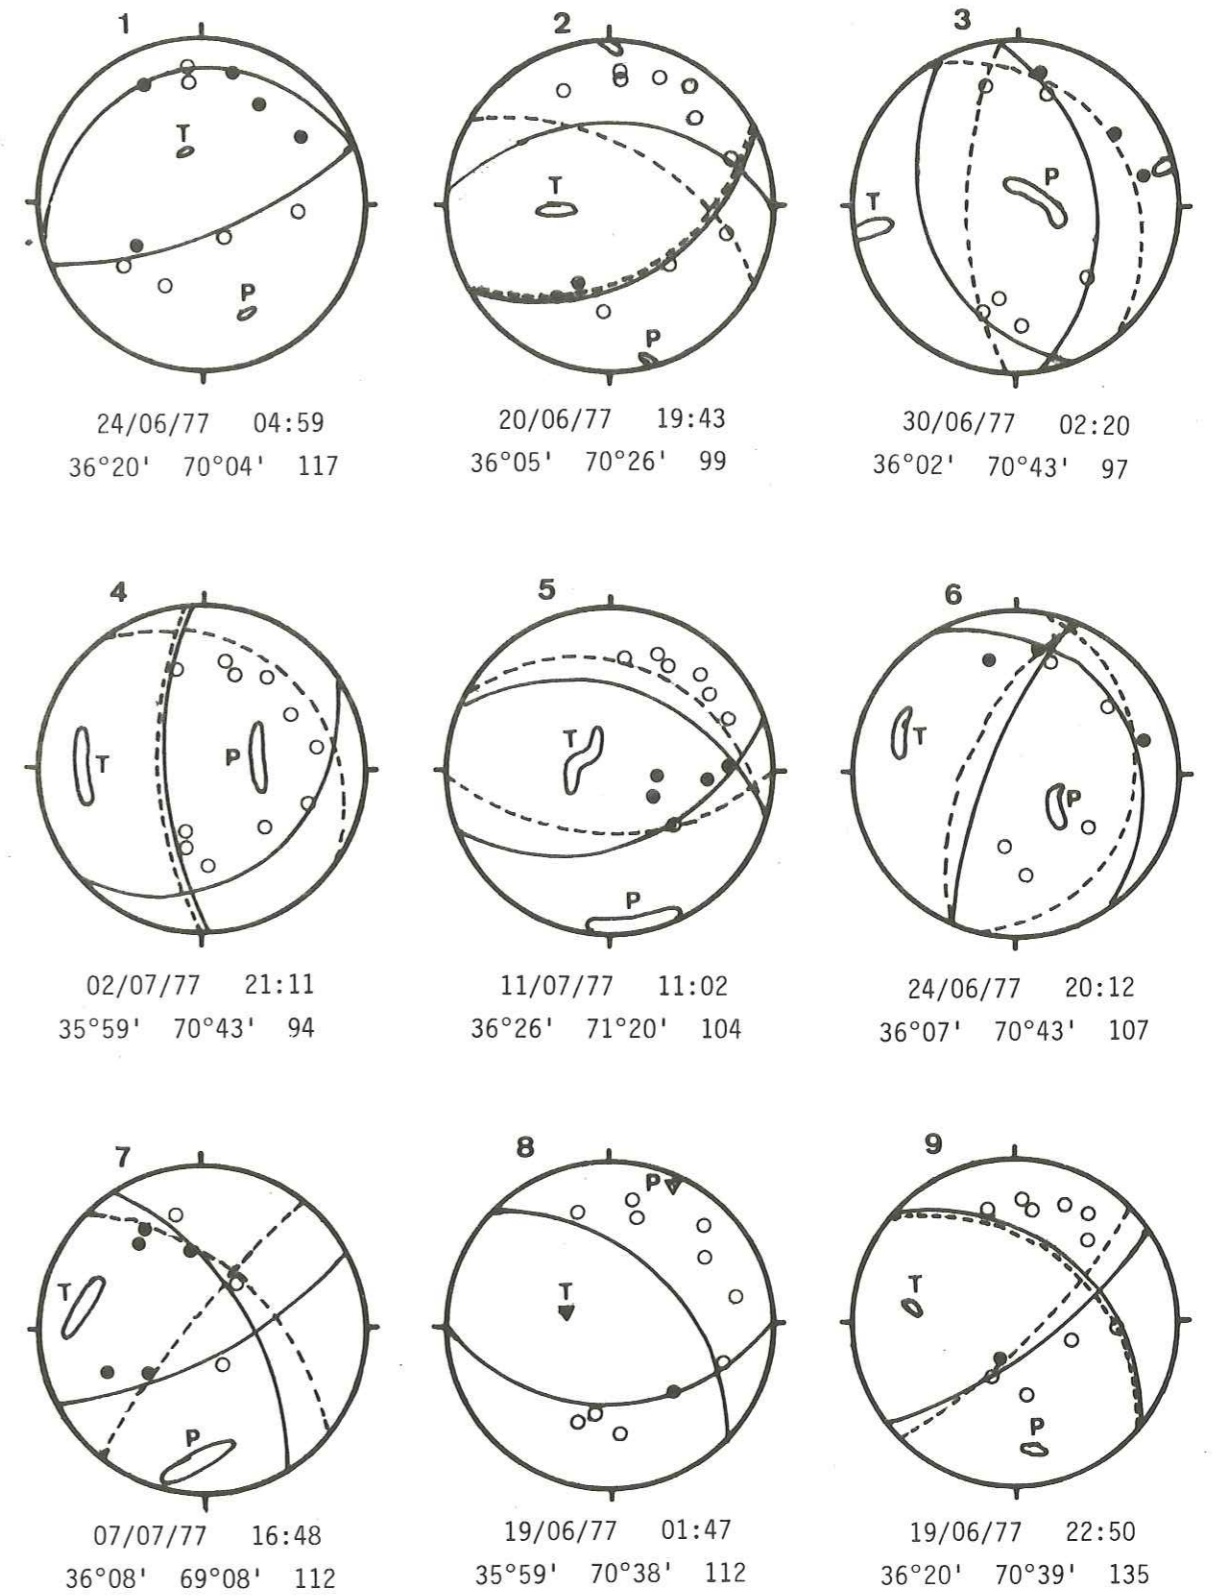 1 2 3
T P
T P
T P
24/06/77 04:59 20/06/77 19:43 30/06/77 02:20
36°20' 70°04' 117 36°05' 70°26' 99 36°02' 70°43' 97
4 5 6
T P
T P
T P
02/07/77 21:11 11/07/77 11:02 24/06/77 20:12
35°59' 70°43' 94 36°26' 71°20' 104 36°07' 70°43' 107
7 8 9
T P
P T
T P
07/07/77 16:48 19/06/77 01:47 19/06/77 22:50
36°08' 69°08' 112 35°59' 70°38' 112 36°20' 70°39' 135